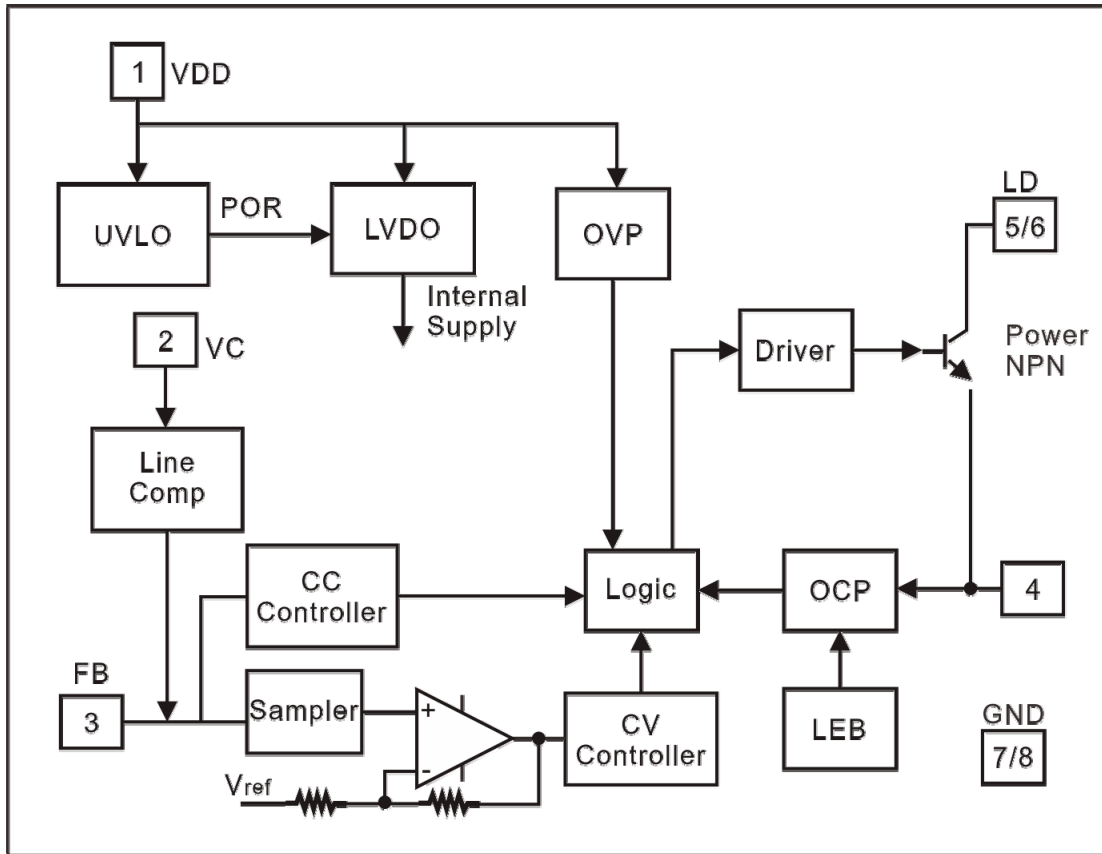 1 VDD
UVLO
POR
LVDO
OVP
LD
5/6
Internal
Supply
2 VC
Driver
Power
NPN
Line
Comp
CC
Controller
Logic
OCP
4
FB
3
Sampler
+
-
CV
Controller
LEB
GND
7/8
Vref